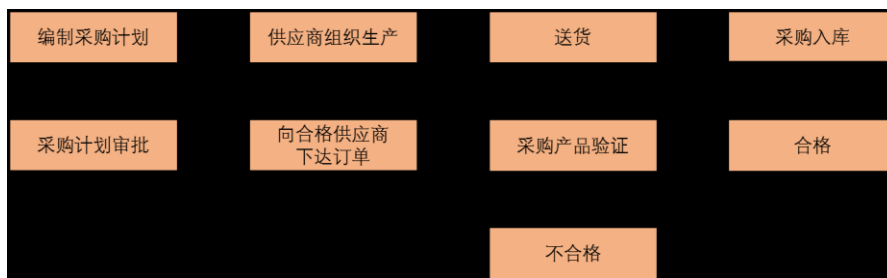 编制采购计划
供应商组织生产
送货
采购入库
采购计划审批
向合格供应商
下达订单
采购产品验证
合格
不合格